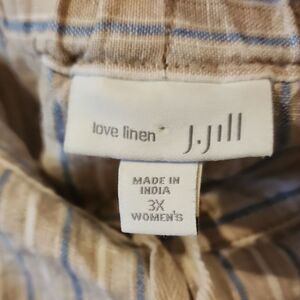 love linen J.Jill
MADE IN
INDIA
3X
WOMEN'S